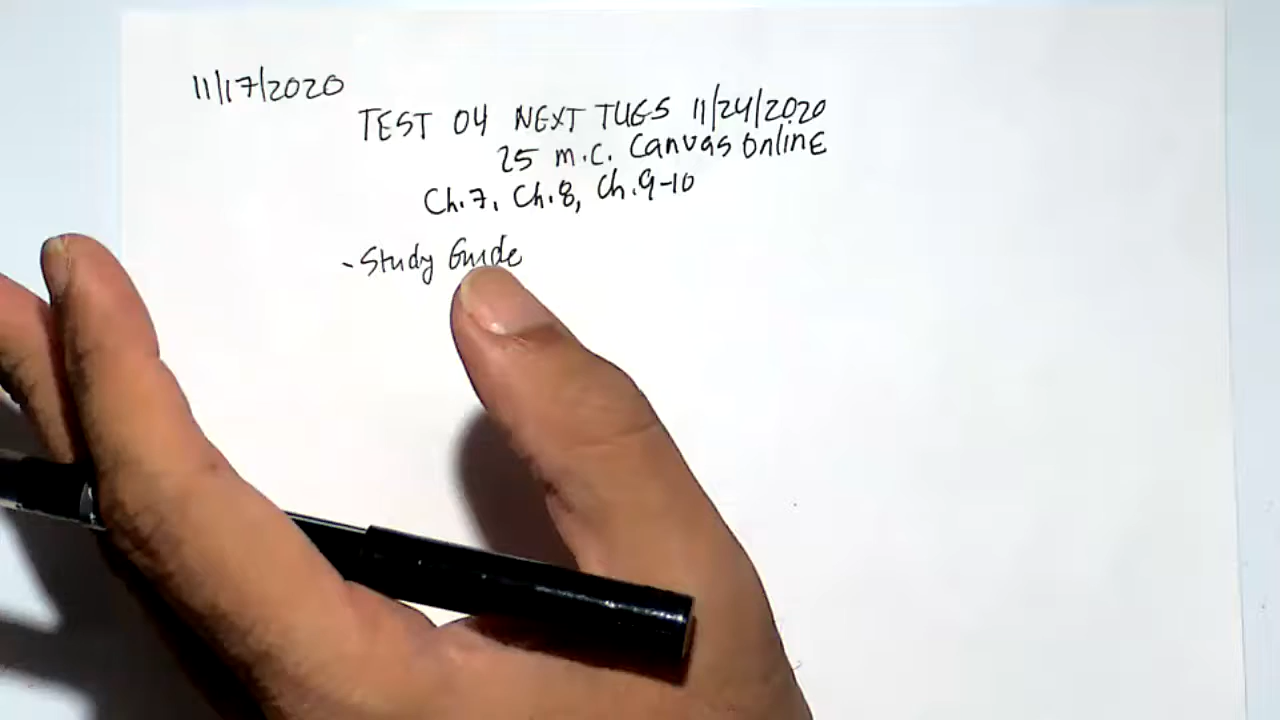 11/17/2020
TEST 04 NEXT TUES 11/24/2020
25 m.c. Canvas Online
Ch.7, Ch.8, Ch.9-10
- Study Guide